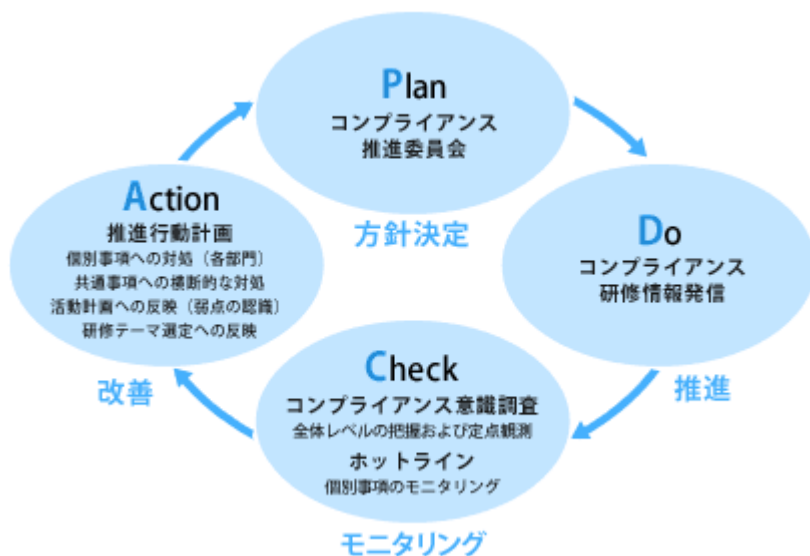 Plan
コンプライアンス
推進委員会
方針決定
Do
コンプライアンス
研修情報発信
推進
Check
コンプライアンス意識調査
全体レベルの把握および定点観測
ホットライン
個別事項のモニタリング
モニタリング
Action
推進行動計画
個別事項への対処（各部門）
共通事項への横断的な対処
活動計画への反映（弱点の認識）
研修テーマ選定への反映
改善